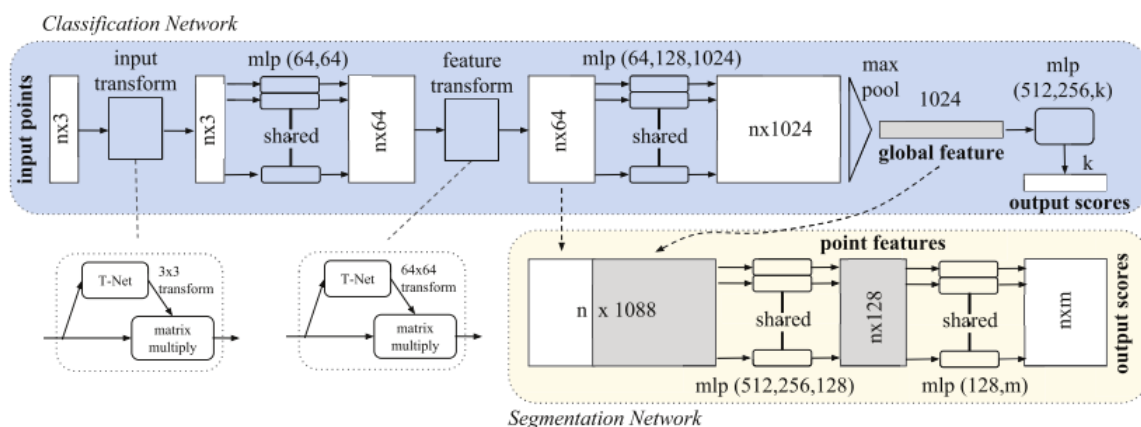 Classification Network
input points
nx3
input
transform
nx3
mlp (64,64)
shared
nx64
feature
transform
nx64
mlp (64,128,1024)
shared
nx1024
max
pool
1024
global feature
mlp
(512,256,k)
k
output scores
T-Net
3x3
transform
matrix
multiply
T-Net
64x64
transform
matrix
multiply
point features
n x 1088
shared
mlp (512,256,128)
nx128
shared
mlp (128,m)
nxm
output scores
Segmentation Network